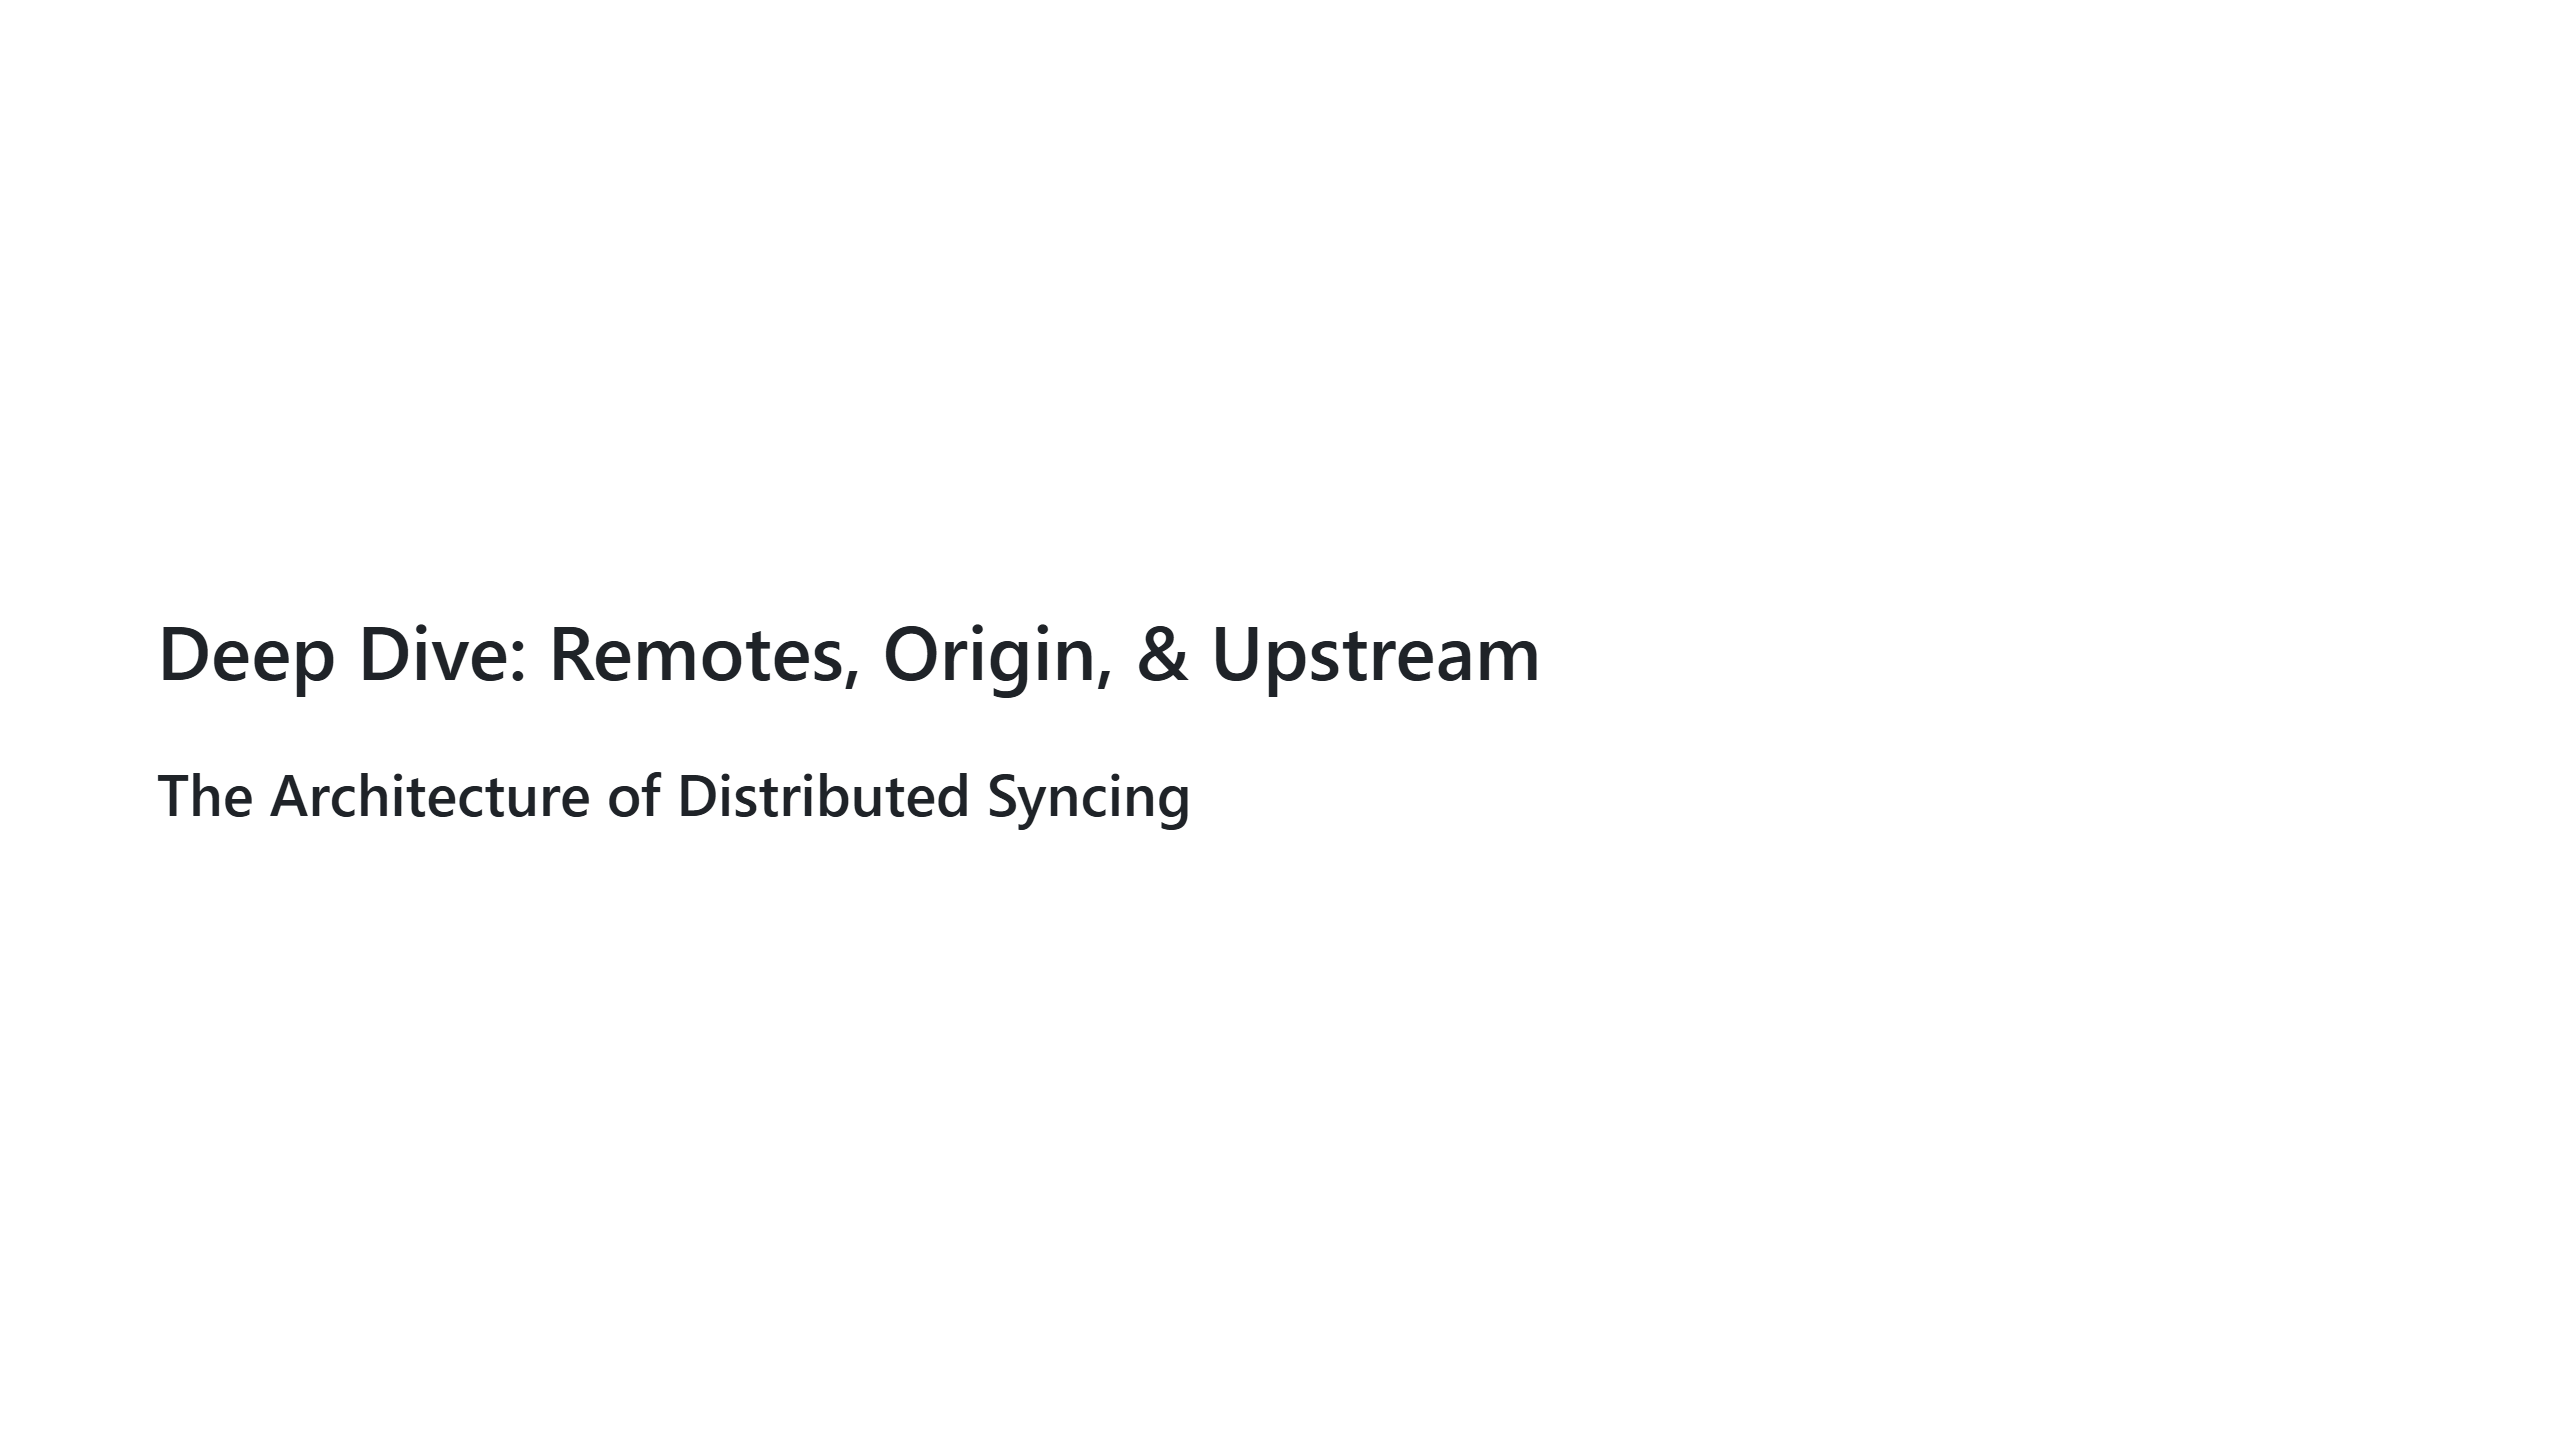 Deep Dive: Remotes, Origin, & Upstream
The Architecture of Distributed Syncing